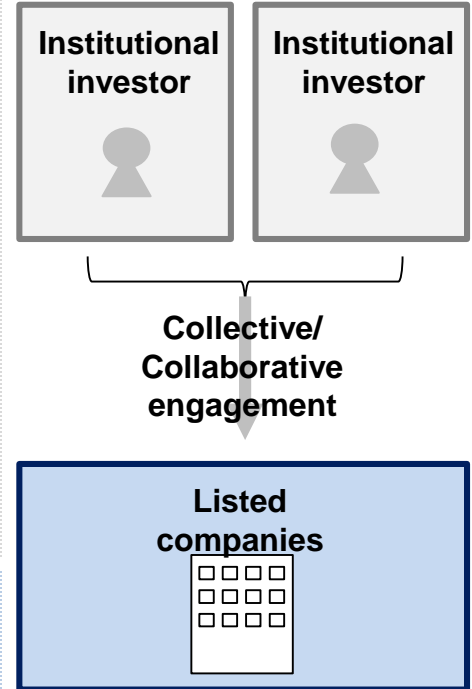 Institutional
investor
Institutional
investor
Collective/
Collaborative
engagement
Listed
companies